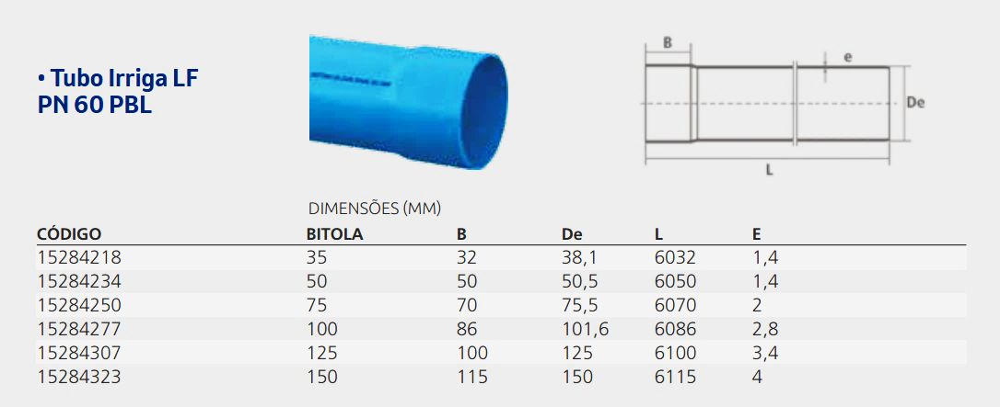 • Tubo Irriga LF
PN 60 PBL
B
e
De
L
DIMENSÕES (MM)
CÓDIGO BITOLA B De L E
15284218 35 32 38,1 6032 1,4
15284234 50 50 50,5 6050 1,4
15284250 75 70 75,5 6070 2
15284277 100 86 101,6 6086 2,8
15284307 125 100 125 6100 3,4
15284323 150 115 150 6115 4